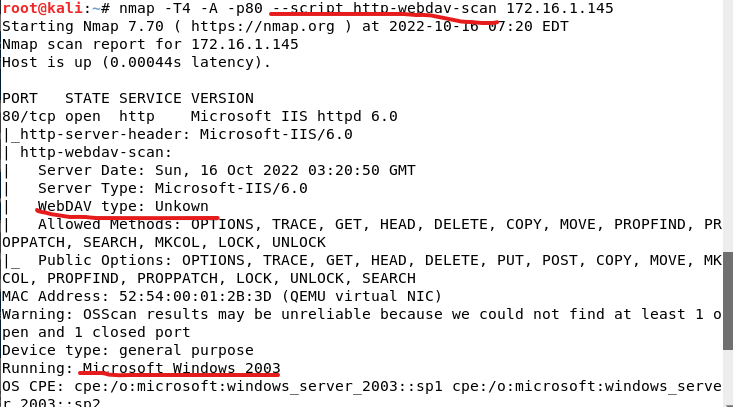 root@kali:~# nmap -T4 -A -p80 --script http-webdav-scan 172.16.1.145
Starting Nmap 7.70 ( https://nmap.org ) at 2022-10-16 07:20 EDT
Nmap scan report for 172.16.1.145
Host is up (0.00044s latency).

PORT   STATE SERVICE VERSION
80/tcp open  http    Microsoft IIS httpd 6.0
|_http-server-header: Microsoft-IIS/6.0
| http-webdav-scan:
|   Server Date: Sun, 16 Oct 2022 03:20:50 GMT
|   Server Type: Microsoft-IIS/6.0
|   WebDAV type: Unkown
|   Allowed Methods: OPTIONS, TRACE, GET, HEAD, DELETE, COPY, MOVE, PROPFIND, PR
OPPATCH, SEARCH, MKCOL, LOCK, UNLOCK
|_  Public Options: OPTIONS, TRACE, GET, HEAD, DELETE, PUT, POST, COPY, MOVE, MK
COL, PROPFIND, PROPPATCH, LOCK, UNLOCK, SEARCH
MAC Address: 52:54:00:01:2B:3D (QEMU virtual NIC)
Warning: OSScan results may be unreliable because we could not find at least 1 o
pen and 1 closed port
Device type: general purpose
Running: Microsoft Windows 2003
OS CPE: cpe:/o:microsoft:windows_server_2003::sp1 cpe:/o:microsoft:windows_serve
r_2003::sp2